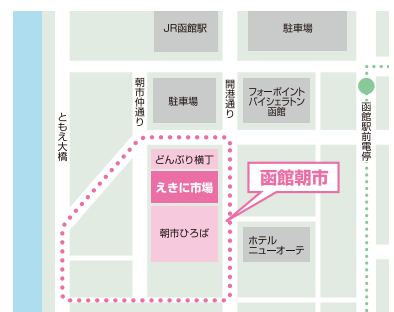 JR函館駅
駐車場
朝市仲通り
駐車場
開港通り
フォーポイント
バイシェラトン
函館
函館駅前電停
ともえ大橋
どんぶり横丁
えきに市場
函館朝市
朝市ひろば
ホテル
ニューオーテ